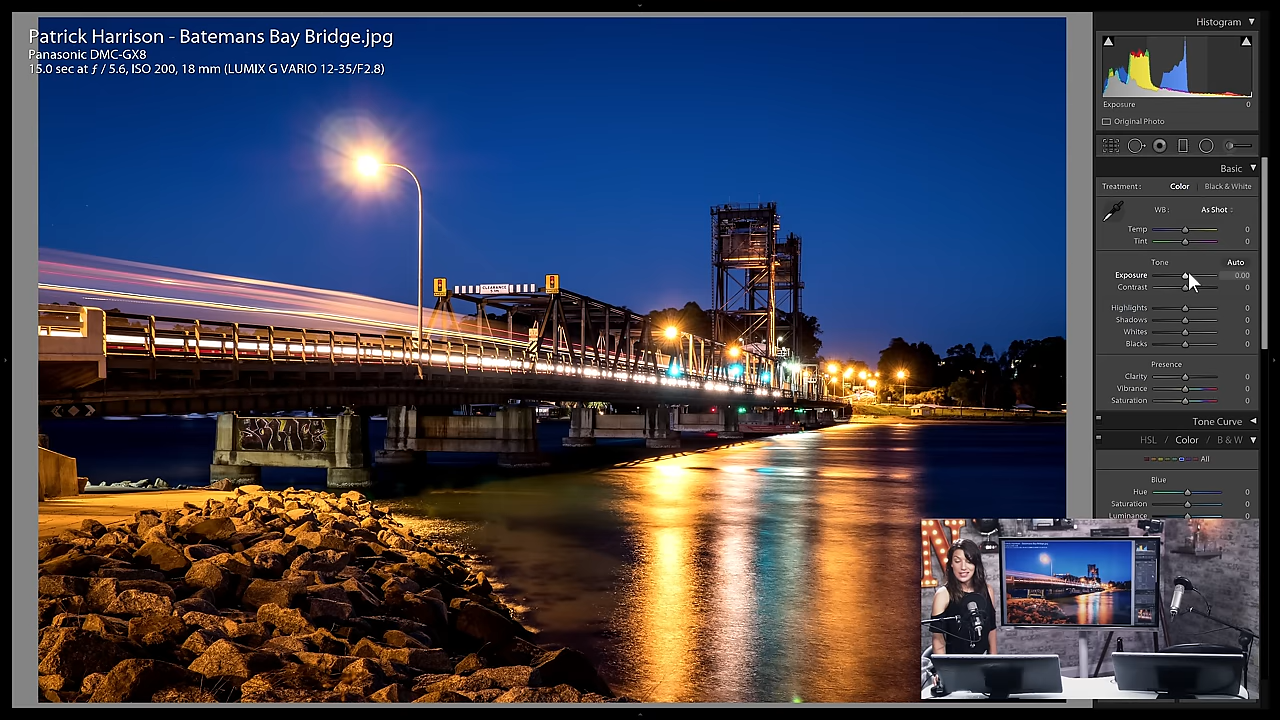 Patrick Harrison - Batemans Bay Bridge.jpg
Panasonic DMC-GX8
15.0 sec at ƒ / 5.6, ISO 200, 18 mm (LUMIX G VARIO 12-35/F2.8)
CLEARANCE
Histogram
Exposure 0
Original Photo
Basic
Treatment: Color Black & White
WB: As Shot
Temp 0
Tint 0
Tone Auto
Exposure 0.00
Contrast 0
Highlights 0
Shadows 0
Whites 0
Blacks 0
Presence
Clarity 0
Vibrance 0
Saturation 0
Tone Curve
HSL / Color / B & W
All
Blue
Hue 0
Saturation 0
Luminance 0